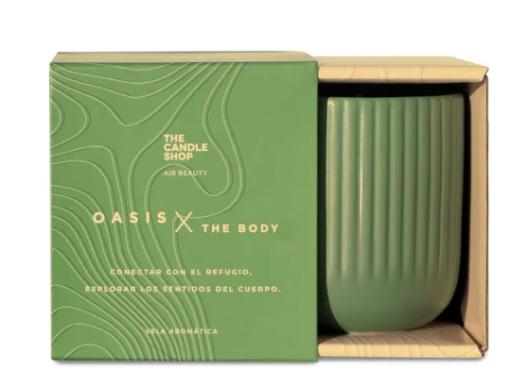 THE
CANDLE
SHOP
AIR BEAUTY
OASIS X THE BODY
CONECTAR CON EL REFUGIO,
EXPLORAR LOS SENTIDOS DEL CUERPO.
VELA AROMÁTICA